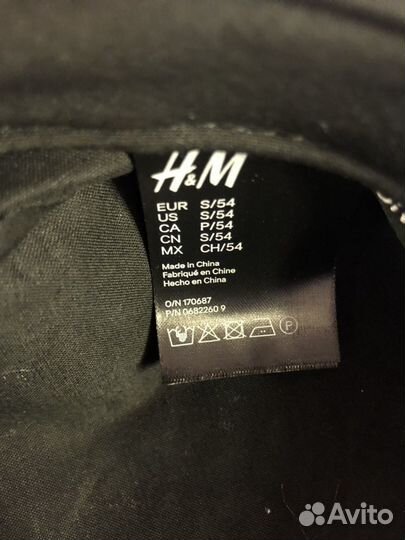 H&M
EUR S/54
US S/54
CA P/54
CN S/54
MX CH/54
Made in China
Fabriqué en Chine
Hecho en China
O/N 170687
P/N 0682260 9
P
Avito